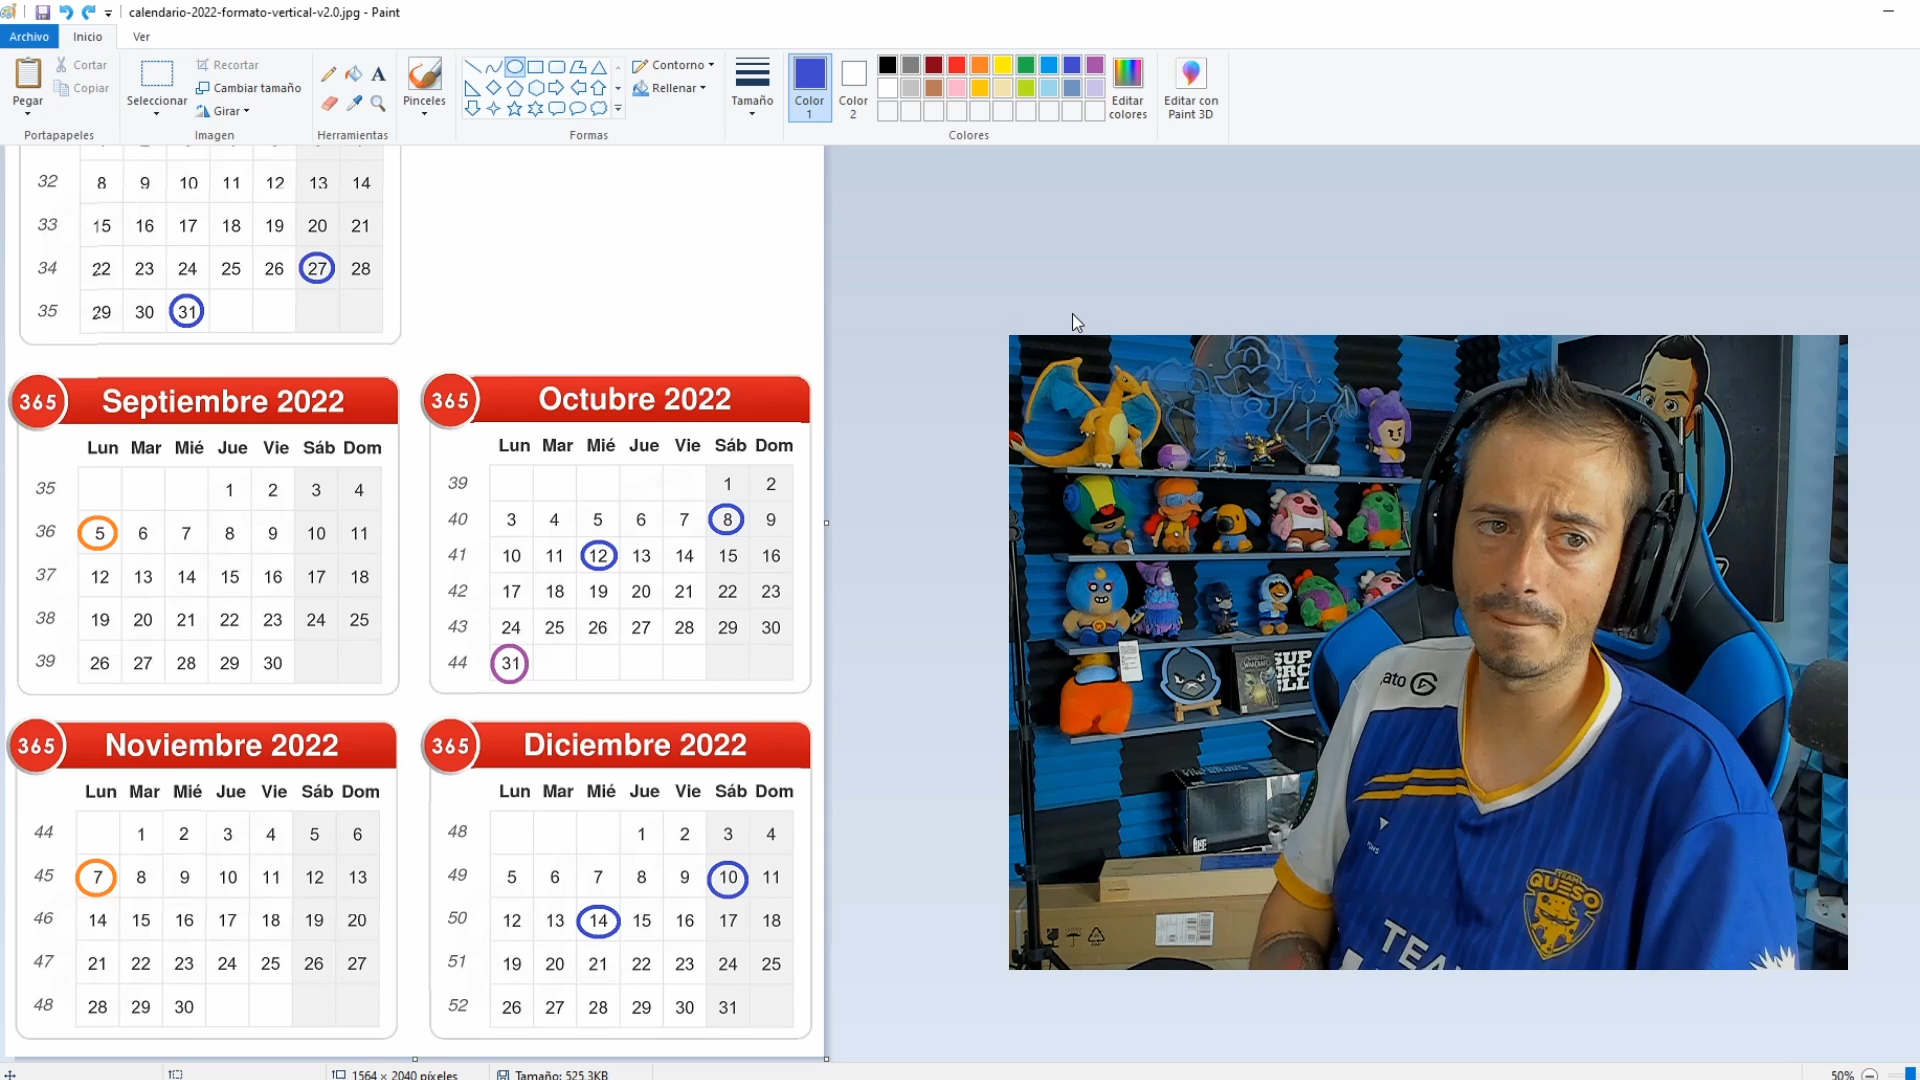 calendario-2022-formato-vertical-v2.0.jpg - Paint
Archivo Inicio Ver
Pegar
Cortar
Copiar
Portapapeles
Seleccionar
Recortar
Cambiar tamaño
Girar
Imagen
A
Herramientas
Pinceles
Contorno
Rellenar
Formas
Tamaño
Color 1
Color 2
Editar colores
Colores
Editar con Paint 3D
32 8 9 10 11 12 13 14
33 15 16 17 18 19 20 21
34 22 23 24 25 26 27 28
35 29 30 31
365 Septiembre 2022
Lun Mar Mié Jue Vie Sáb Dom
35 1 2 3 4
36 5 6 7 8 9 10 11
37 12 13 14 15 16 17 18
38 19 20 21 22 23 24 25
39 26 27 28 29 30
365 Octubre 2022
Lun Mar Mié Jue Vie Sáb Dom
39 1 2
40 3 4 5 6 7 8 9
41 10 11 12 13 14 15 16
42 17 18 19 20 21 22 23
43 24 25 26 27 28 29 30
44 31
365 Noviembre 2022
Lun Mar Mié Jue Vie Sáb Dom
44 1 2 3 4 5 6
45 7 8 9 10 11 12 13
46 14 15 16 17 18 19 20
47 21 22 23 24 25 26 27
48 28 29 30
365 Diciembre 2022
Lun Mar Mié Jue Vie Sáb Dom
48 1 2 3 4
49 5 6 7 8 9 10 11
50 12 13 14 15 16 17 18
51 19 20 21 22 23 24 25
52 26 27 28 29 30 31
SUP
RC
ELL
ato
TEAM
QUESO
TEA
1564 × 2040 píxeles
Tamaño: 525,3KB
50%